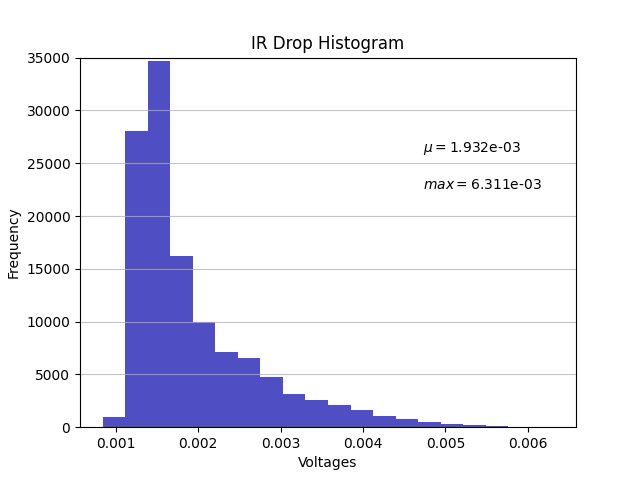 IR Drop Histogram
35000
30000
25000
20000
15000
10000
5000
0
Frequency
μ = 1.932e-03
max = 6.311e-03
0.001 0.002 0.003 0.004 0.005 0.006
Voltages